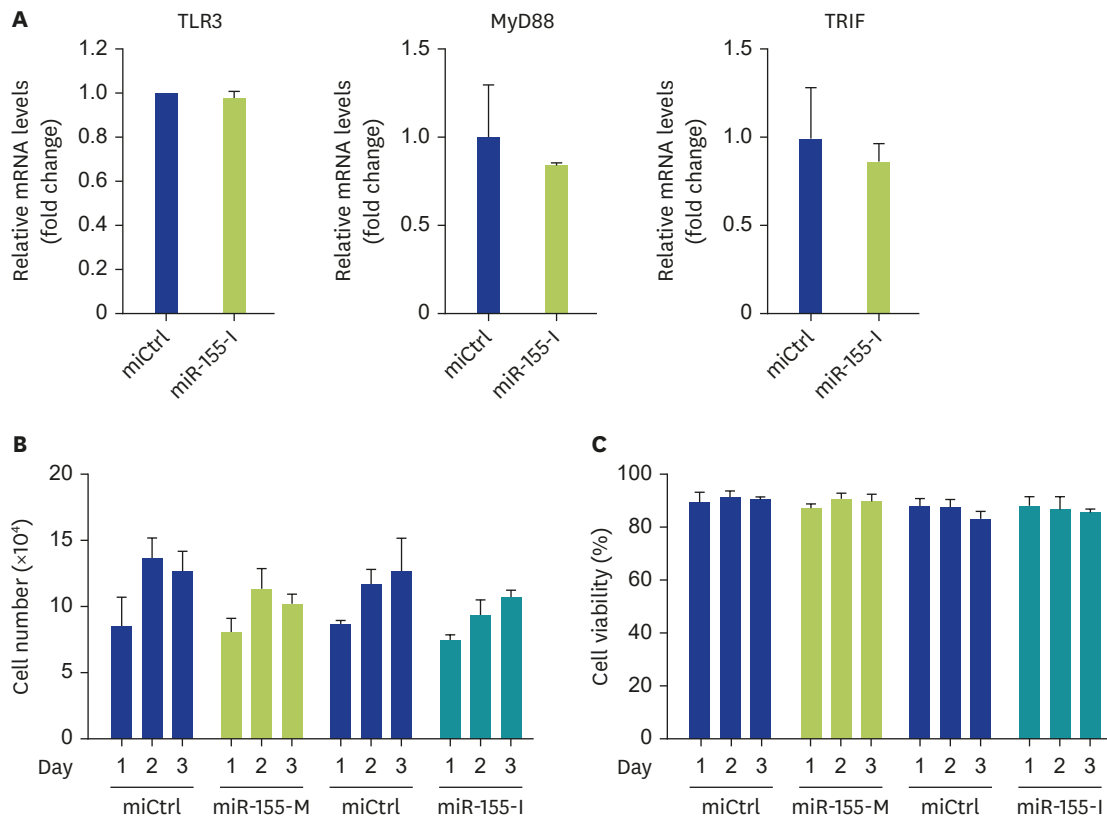 A
TLR3
MyD88
TRIF
Relative mRNA levels
(fold change)
1.2
1.0
0.8
0.6
0.4
0.2
0
miCtrl
miR-155-I
Relative mRNA levels
(fold change)
1.5
1.0
0.5
0
miCtrl
miR-155-I
Relative mRNA levels
(fold change)
1.5
1.0
0.5
0
miCtrl
miR-155-I
B
Cell number (×10⁴)
20
15
10
5
0
Day 1 2 3 1 2 3 1 2 3 1 2 3
miCtrl miR-155-M miCtrl miR-155-I
C
Cell viability (%)
100
80
60
40
20
0
Day 1 2 3 1 2 3 1 2 3 1 2 3
miCtrl miR-155-M miCtrl miR-155-I